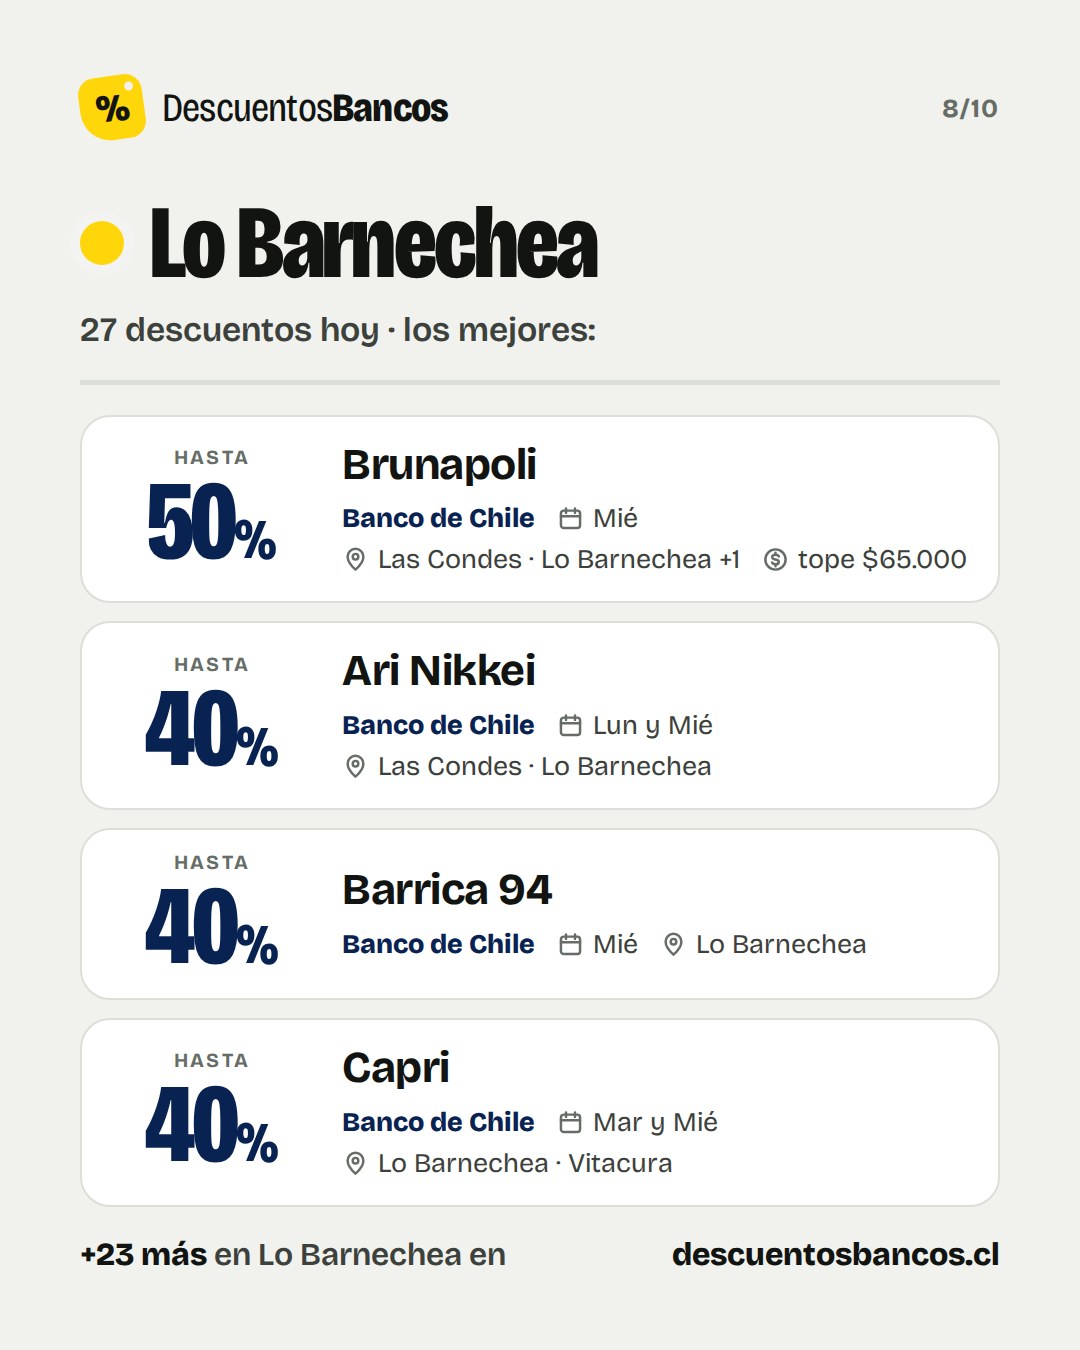 % DescuentosBancos
8/10
Lo Barnechea
27 descuentos hoy · los mejores:
HASTA
50%
Brunapoli
Banco de Chile Mié
Las Condes · Lo Barnechea +1 tope $65.000
HASTA
40%
Ari Nikkei
Banco de Chile Lun y Mié
Las Condes · Lo Barnechea
HASTA
40%
Barrica 94
Banco de Chile Mié Lo Barnechea
HASTA
40%
Capri
Banco de Chile Mar y Mié
Lo Barnechea · Vitacura
+23 más en Lo Barnechea en
descuentosbancos.cl